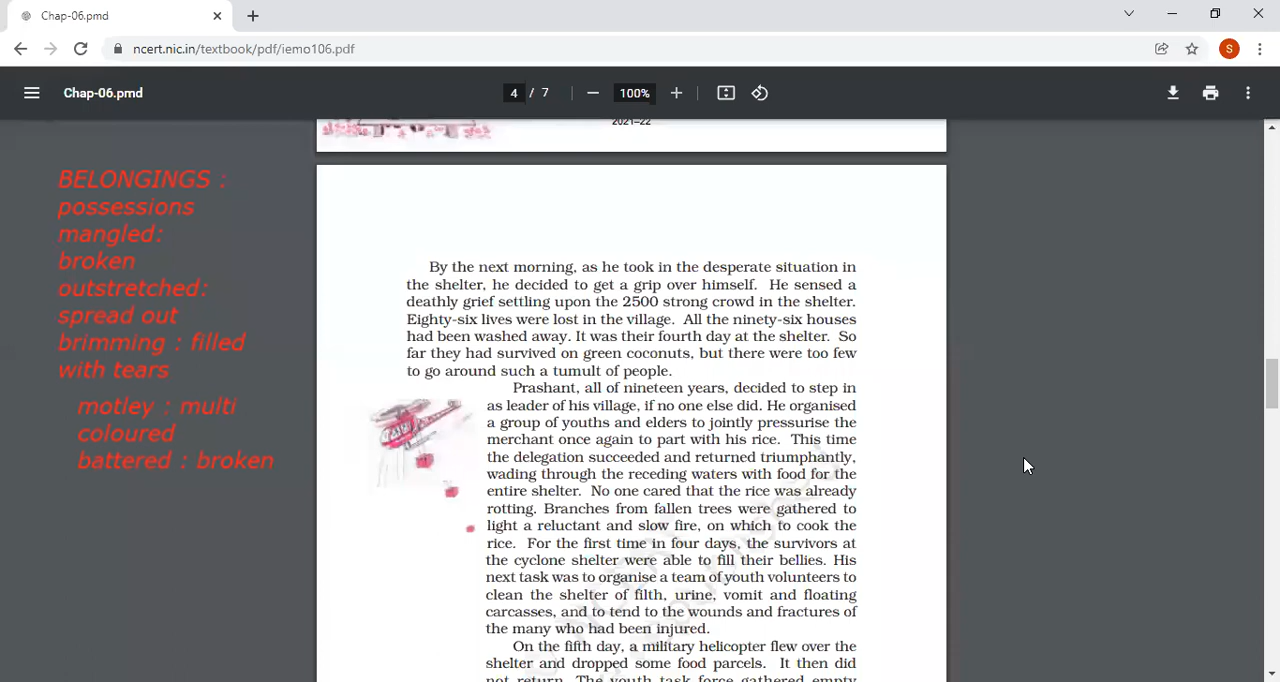 Chap-06.pmd
ncert.nic.in/textbook/pdf/iemo106.pdf
S
Chap-06.pmd
4 / 7
100%
2021–22
BELONGINGS :
possessions
mangled:
broken
outstretched:
spread out
brimming : filled
with tears
motley : multi
coloured
battered : broken
By the next morning, as he took in the desperate situation in
the shelter, he decided to get a grip over himself. He sensed a
deathly grief settling upon the 2500 strong crowd in the shelter.
Eighty-six lives were lost in the village. All the ninety-six houses
had been washed away. It was their fourth day at the shelter. So
far they had survived on green coconuts, but there were too few
to go around such a tumult of people.
Prashant, all of nineteen years, decided to step in
as leader of his village, if no one else did. He organised
a group of youths and elders to jointly pressurise the
merchant once again to part with his rice. This time
the delegation succeeded and returned triumphantly,
wading through the receding waters with food for the
entire shelter. No one cared that the rice was already
rotting. Branches from fallen trees were gathered to
light a reluctant and slow fire, on which to cook the
rice. For the first time in four days, the survivors at
the cyclone shelter were able to fill their bellies. His
next task was to organise a team of youth volunteers to
clean the shelter of filth, urine, vomit and floating
carcasses, and to tend to the wounds and fractures of
the many who had been injured.
On the fifth day, a military helicopter flew over the
shelter and dropped some food parcels. It then did
not return. The youth task force gathered empty